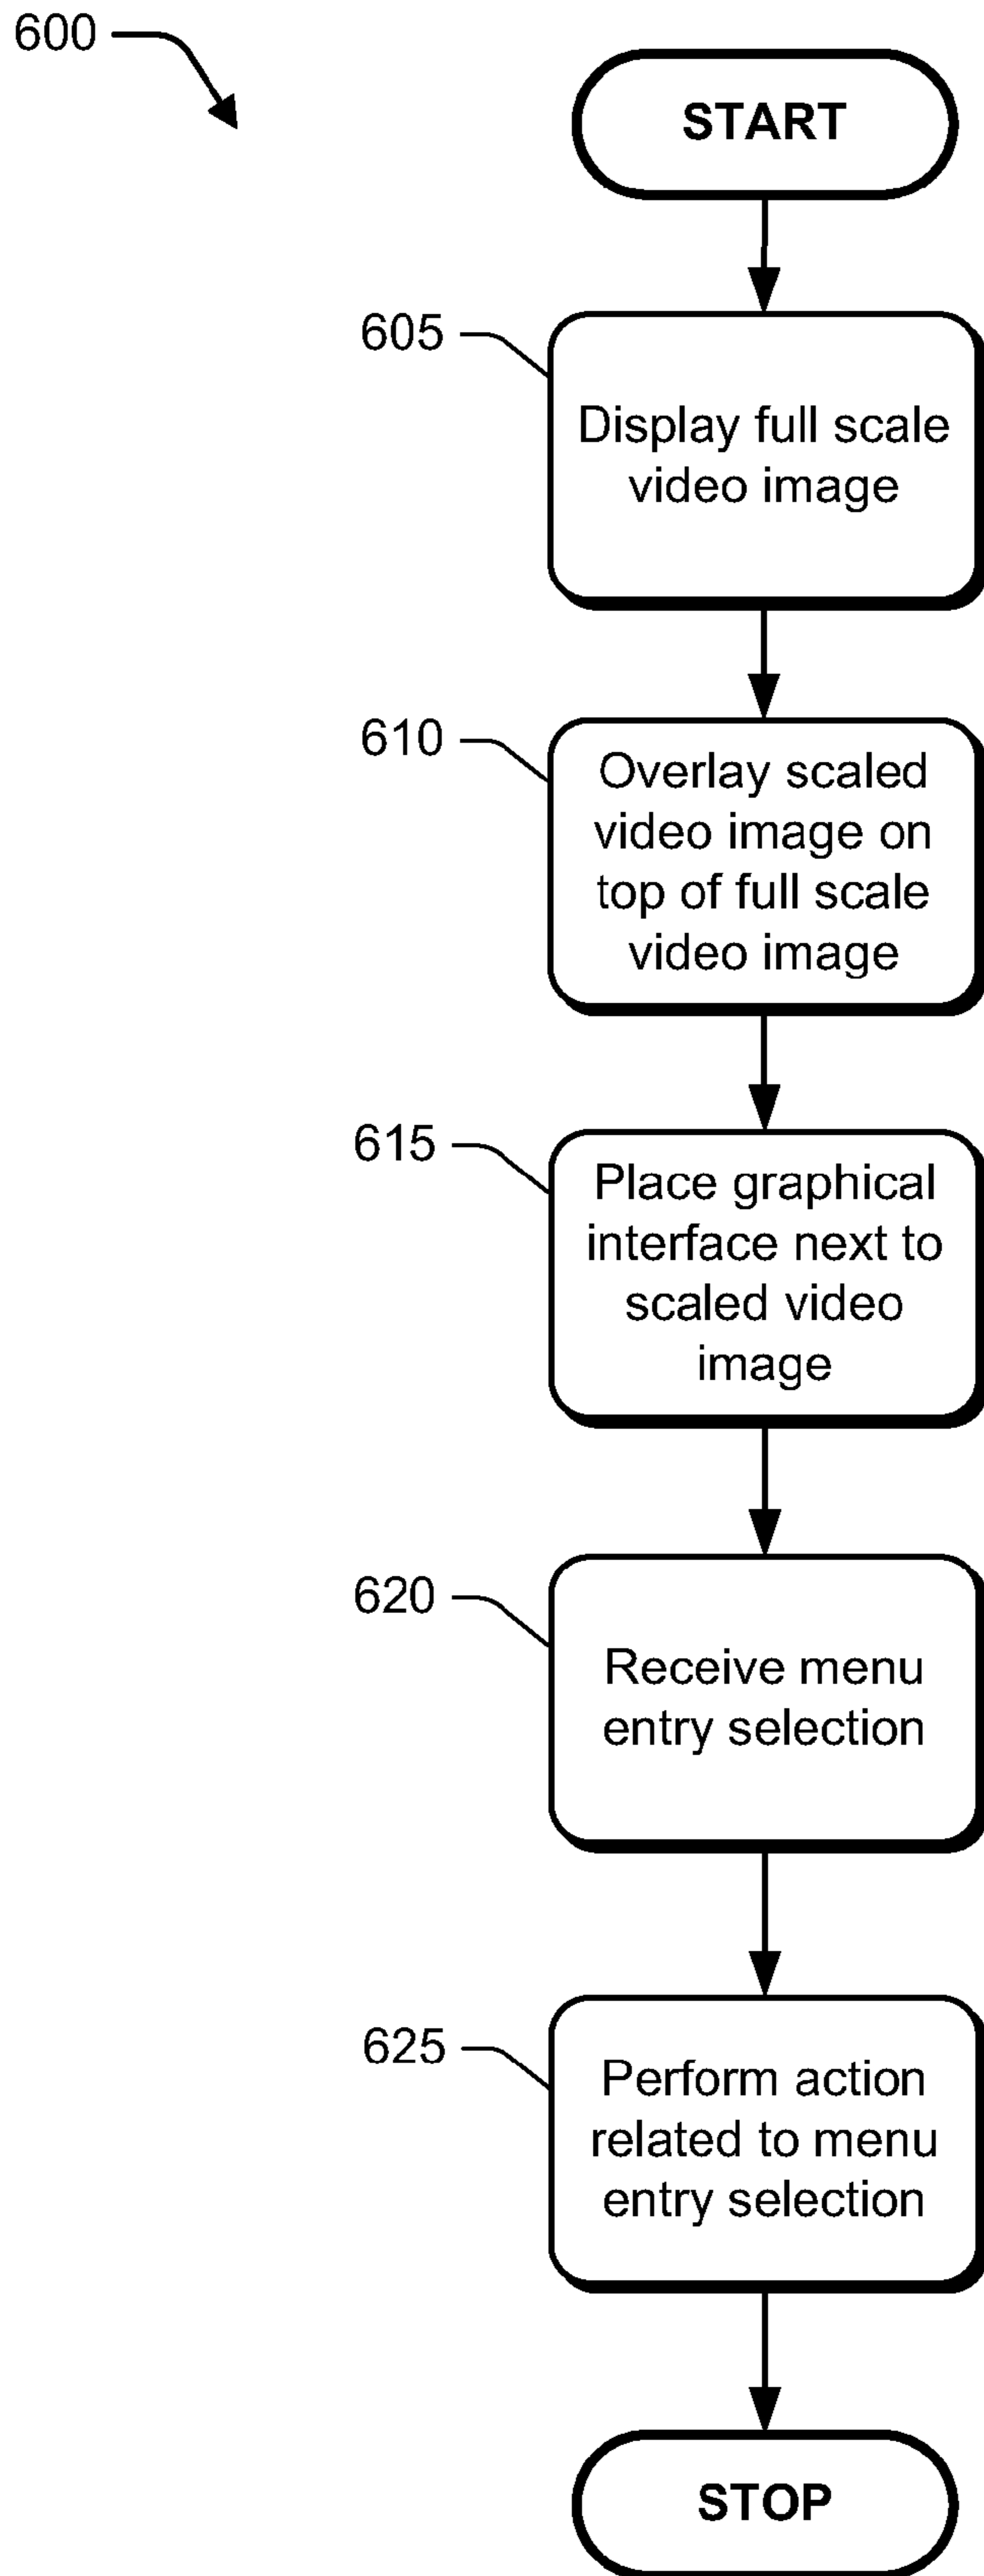 600
START
605
Display full scale
video image
610
Overlay scaled
video image on
top of full scale
video image
615
Place graphical
interface next to
scaled video
image
620
Receive menu
entry selection
625
Perform action
related to menu
entry selection
STOP